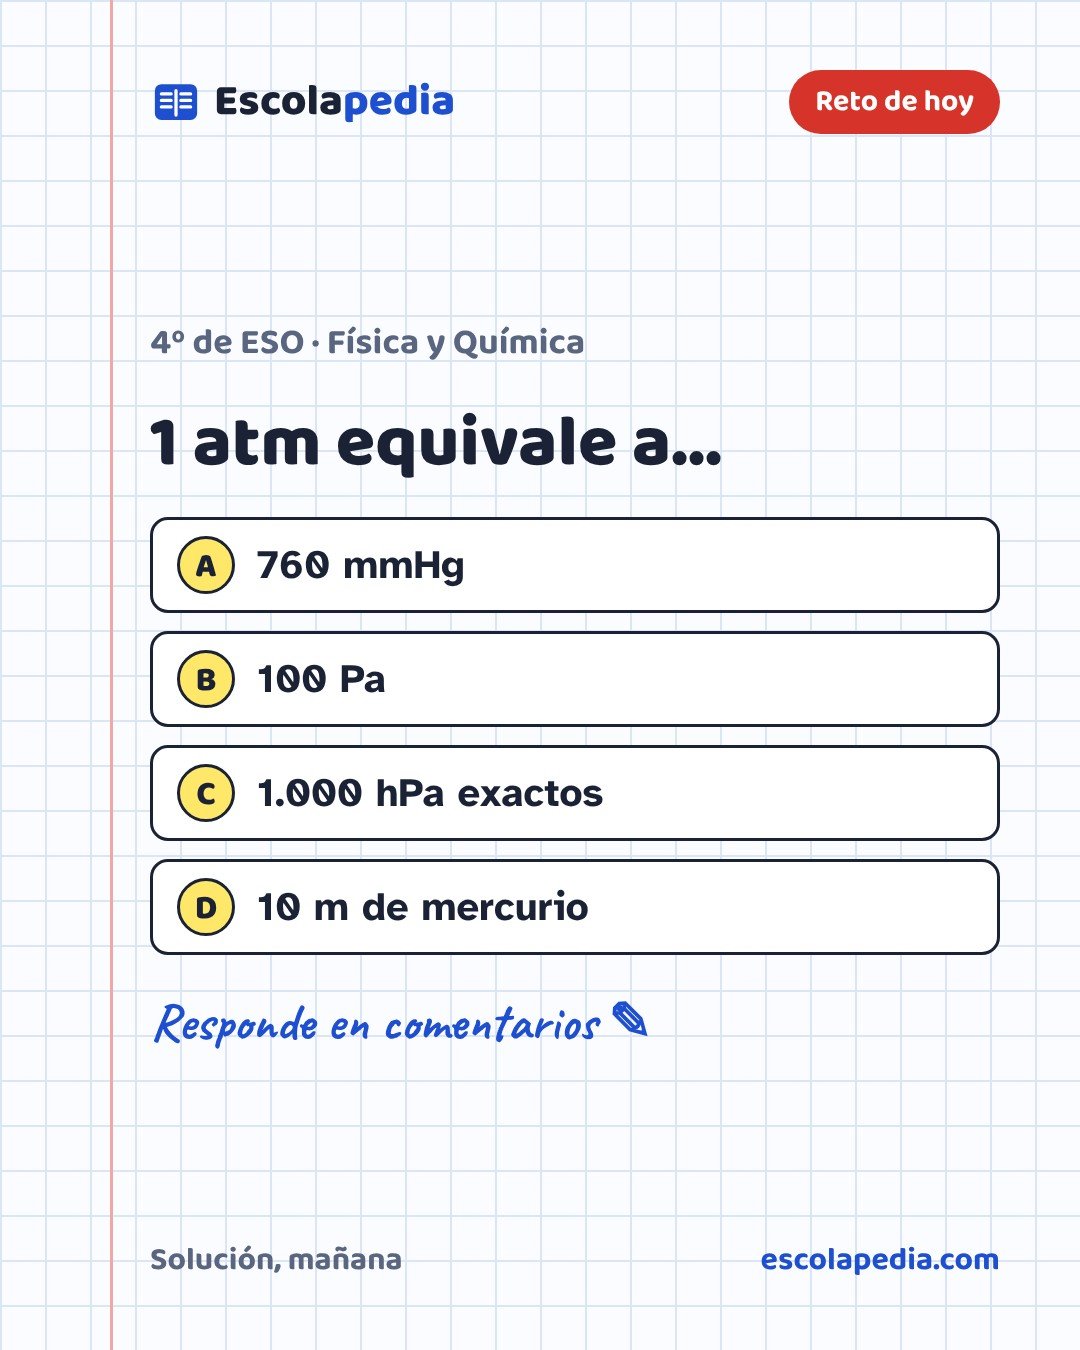 Escolapedia
Reto de hoy
4º de ESO · Física y Química
1 atm equivale a...
A 760 mmHg
B 100 Pa
C 1.000 hPa exactos
D 10 m de mercurio
Responde en comentarios ✎
Solución, mañana
escolapedia.com